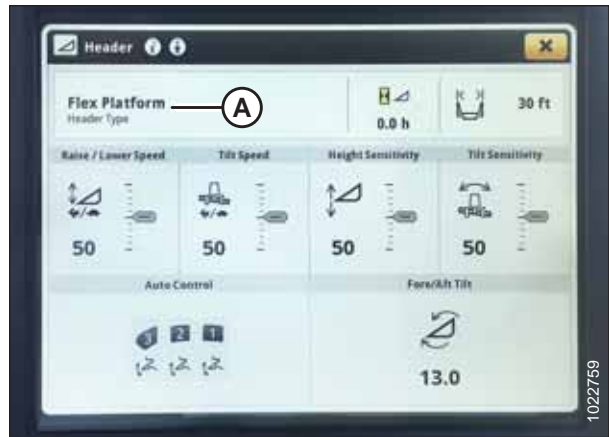 Header
Flex Platform
Header Type
A
0.0 h
30 ft
Raise / Lower Speed
Tilt Speed
Height Sensitivity
Tilt Sensitivity
50
50
50
50
Auto Control
Fore/Aft Tilt
3 2 1
13.0
1022759